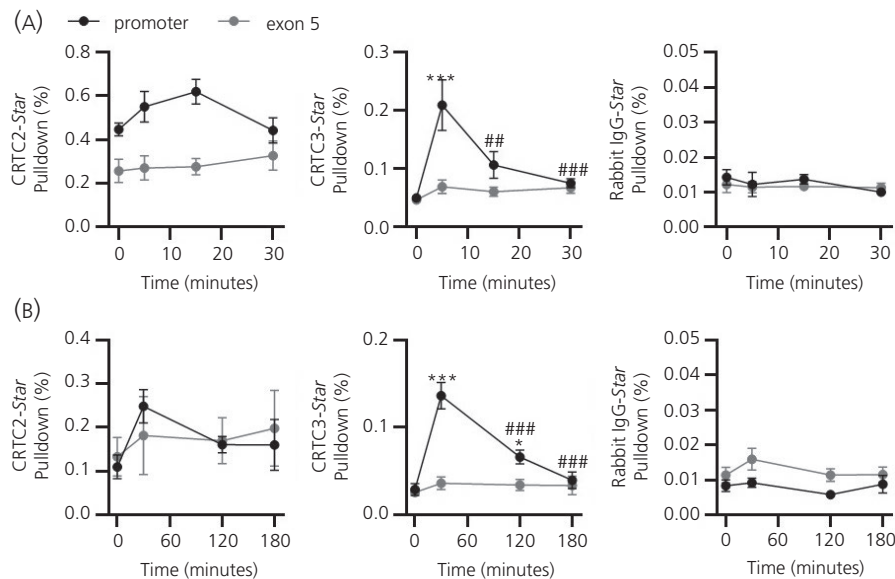 (A)
promoter exon 5
CRTC2-Star
Pulldown (%)
0.8
0.6
0.4
0.2
0.0
0 10 20 30
Time (minutes)
CRTC3-Star
Pulldown (%)
0.3
0.2
0.1
0.0
***
##
###
0 10 20 30
Time (minutes)
Rabbit IgG-Star
Pulldown (%)
0.05
0.04
0.03
0.02
0.01
0.00
0 10 20 30
Time (minutes)
(B)
CRTC2-Star
Pulldown (%)
0.4
0.3
0.2
0.1
0.0
0 60 120 180
Time (minutes)
CRTC3-Star
Pulldown (%)
0.2
0.1
0.0
***
###
*
###
0 60 120 180
Time (minutes)
Rabbit IgG-Star
Pulldown (%)
0.05
0.04
0.03
0.02
0.01
0.00
0 60 120 180
Time (minutes)